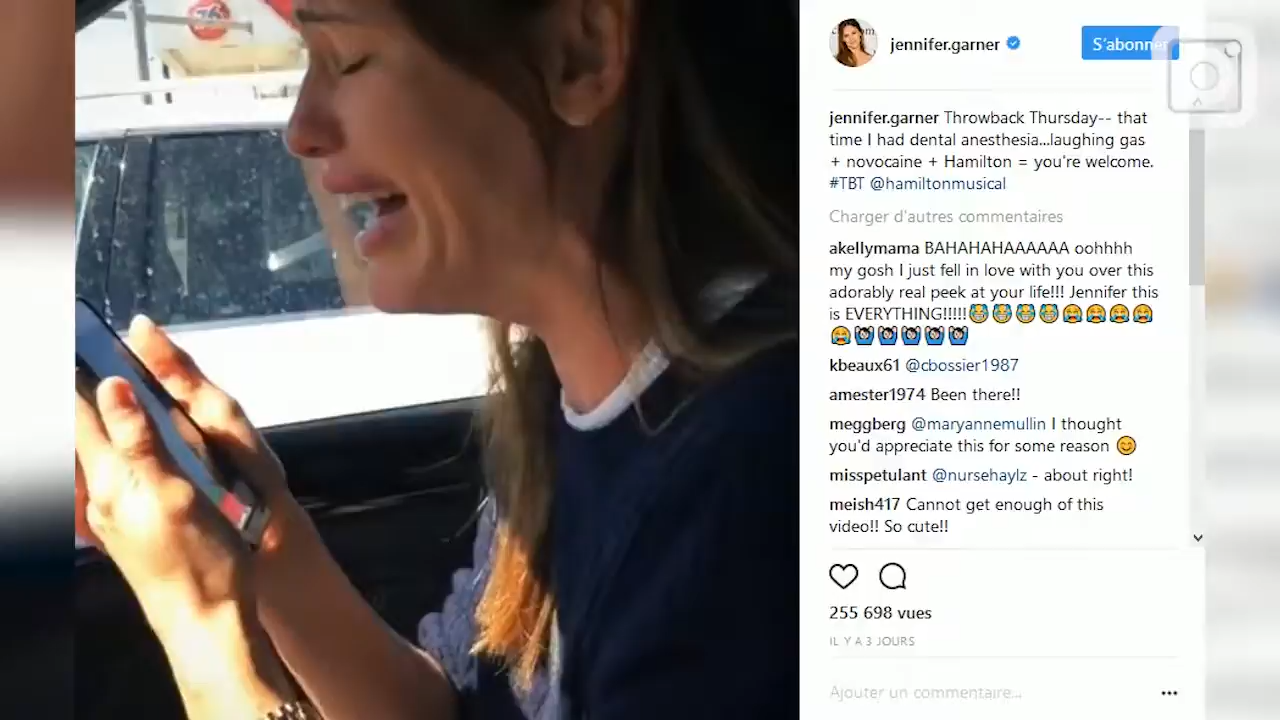 76
jennifer.garner
S'abonner
jennifer.garner Throwback Thursday-- that
time I had dental anesthesia...laughing gas
+ novocaine + Hamilton = you're welcome.
#TBT @hamiltonmusical
Charger d'autres commentaires
akellymama BAHAHAHAAAAAA oohhhh
my gosh I just fell in love with you over this
adorably real peek at your life!!! Jennifer this
is EVERYTHING!!!!!😹😹😹😹😂😂😂😂
😂🙆🏻🙆🏻🙆🏻🙆🏻🙆🏻
kbeaux61 @cbossier1987
amester1974 Been there!!
meggberg @maryannemullin I thought
you'd appreciate this for some reason 😊
misspetulant @nursehaylz - about right!
meish417 Cannot get enough of this
video!! So cute!!
255 698 vues
IL Y A 3 JOURS
Ajouter un commentaire...